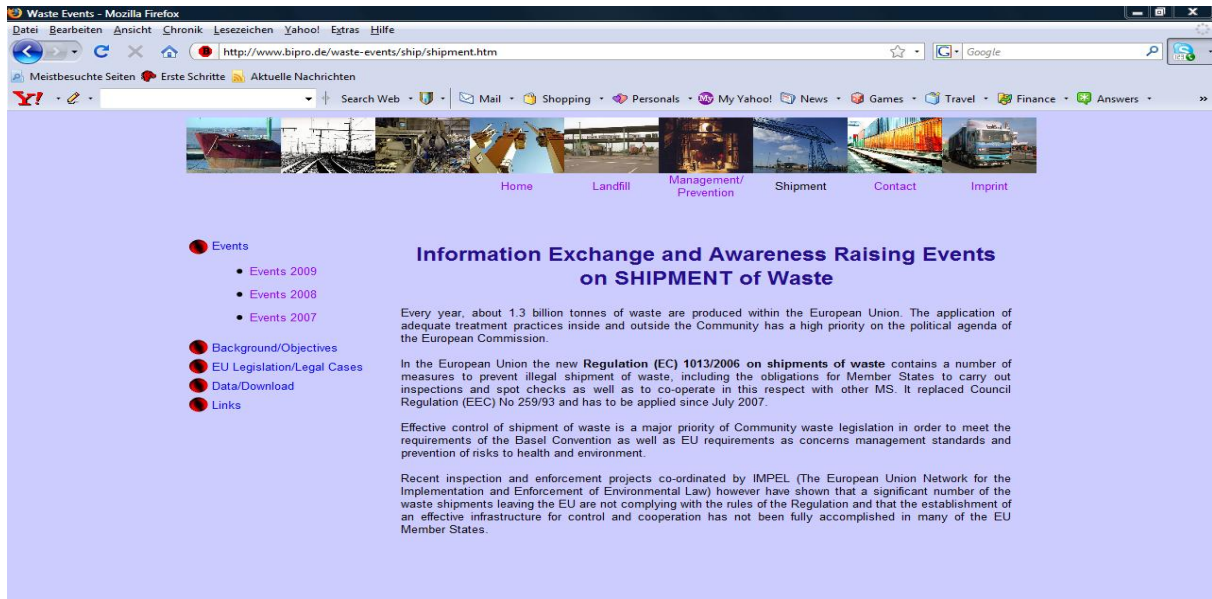 Waste Events - Mozilla Firefox
Datei Bearbeiten Ansicht Chronik Lesezeichen Yahoo! Extras Hilfe
http://www.bipro.de/waste-events/ship/shipment.htm
Google
Meistbesuchte Seiten Erste Schritte Aktuelle Nachrichten
Y! Search Web Mail Shopping Personals My Yahoo! News Games Travel Finance Answers »
Home Landfill Management/ Prevention Shipment Contact Imprint
Events
Events 2009
Events 2008
Events 2007
Background/Objectives
EU Legislation/Legal Cases
Data/Download
Links
Information Exchange and Awareness Raising Events
on SHIPMENT of Waste
Every year, about 1.3 billion tonnes of waste are produced within the European Union. The application of
adequate treatment practices inside and outside the Community has a high priority on the political agenda of
the European Commission.
In the European Union the new Regulation (EC) 1013/2006 on shipments of waste contains a number of
measures to prevent illegal shipment of waste, including the obligations for Member States to carry out
inspections and spot checks as well as to co-operate in this respect with other MS. It replaced Council
Regulation (EEC) No 259/93 and has to be applied since July 2007.
Effective control of shipment of waste is a major priority of Community waste legislation in order to meet the
requirements of the Basel Convention as well as EU requirements as concerns management standards and
prevention of risks to health and environment.
Recent inspection and enforcement projects co-ordinated by IMPEL (The European Union Network for the
Implementation and Enforcement of Environmental Law) however have shown that a significant number of the
waste shipments leaving the EU are not complying with the rules of the Regulation and that the establishment of
an effective infrastructure for control and cooperation has not been fully accomplished in many of the EU
Member States.